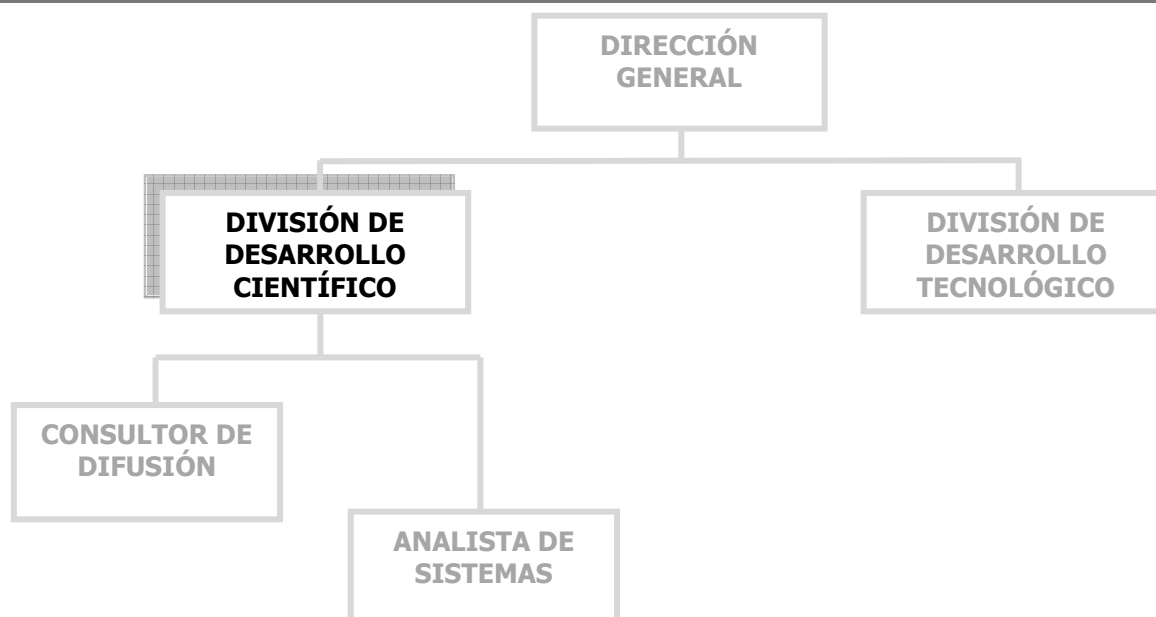 DIRECCIÓN
GENERAL
DIVISIÓN DE
DESARROLLO
CIENTÍFICO
DIVISIÓN DE
DESARROLLO
TECNOLÓGICO
CONSULTOR DE
DIFUSIÓN
ANALISTA DE
SISTEMAS